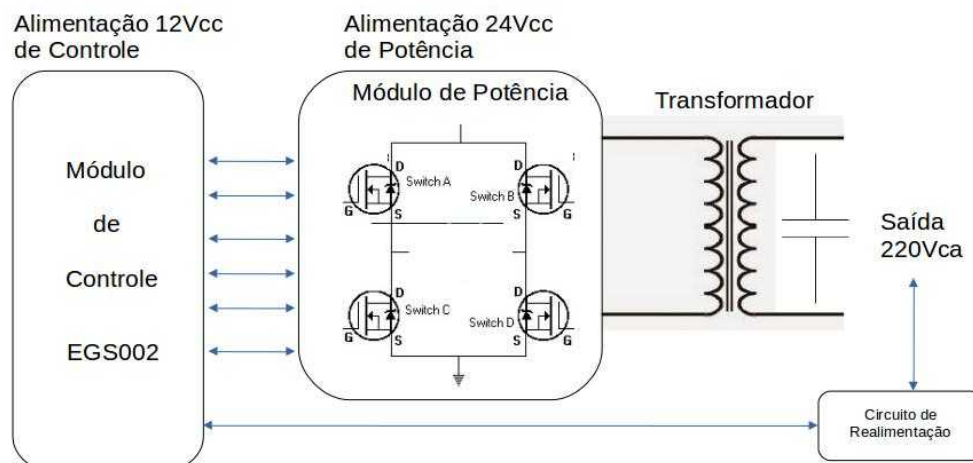 Alimentação 12Vcc
de Controle
Alimentação 24Vcc
de Potência
Módulo
de
Controle
EGS002
Módulo de Potência
D
Switch A
G
S
D
Switch B
S
G
D
Switch C
G
S
D
Switch D
S
G
Transformador
Saída
220Vca
Circuito de
Realimentação